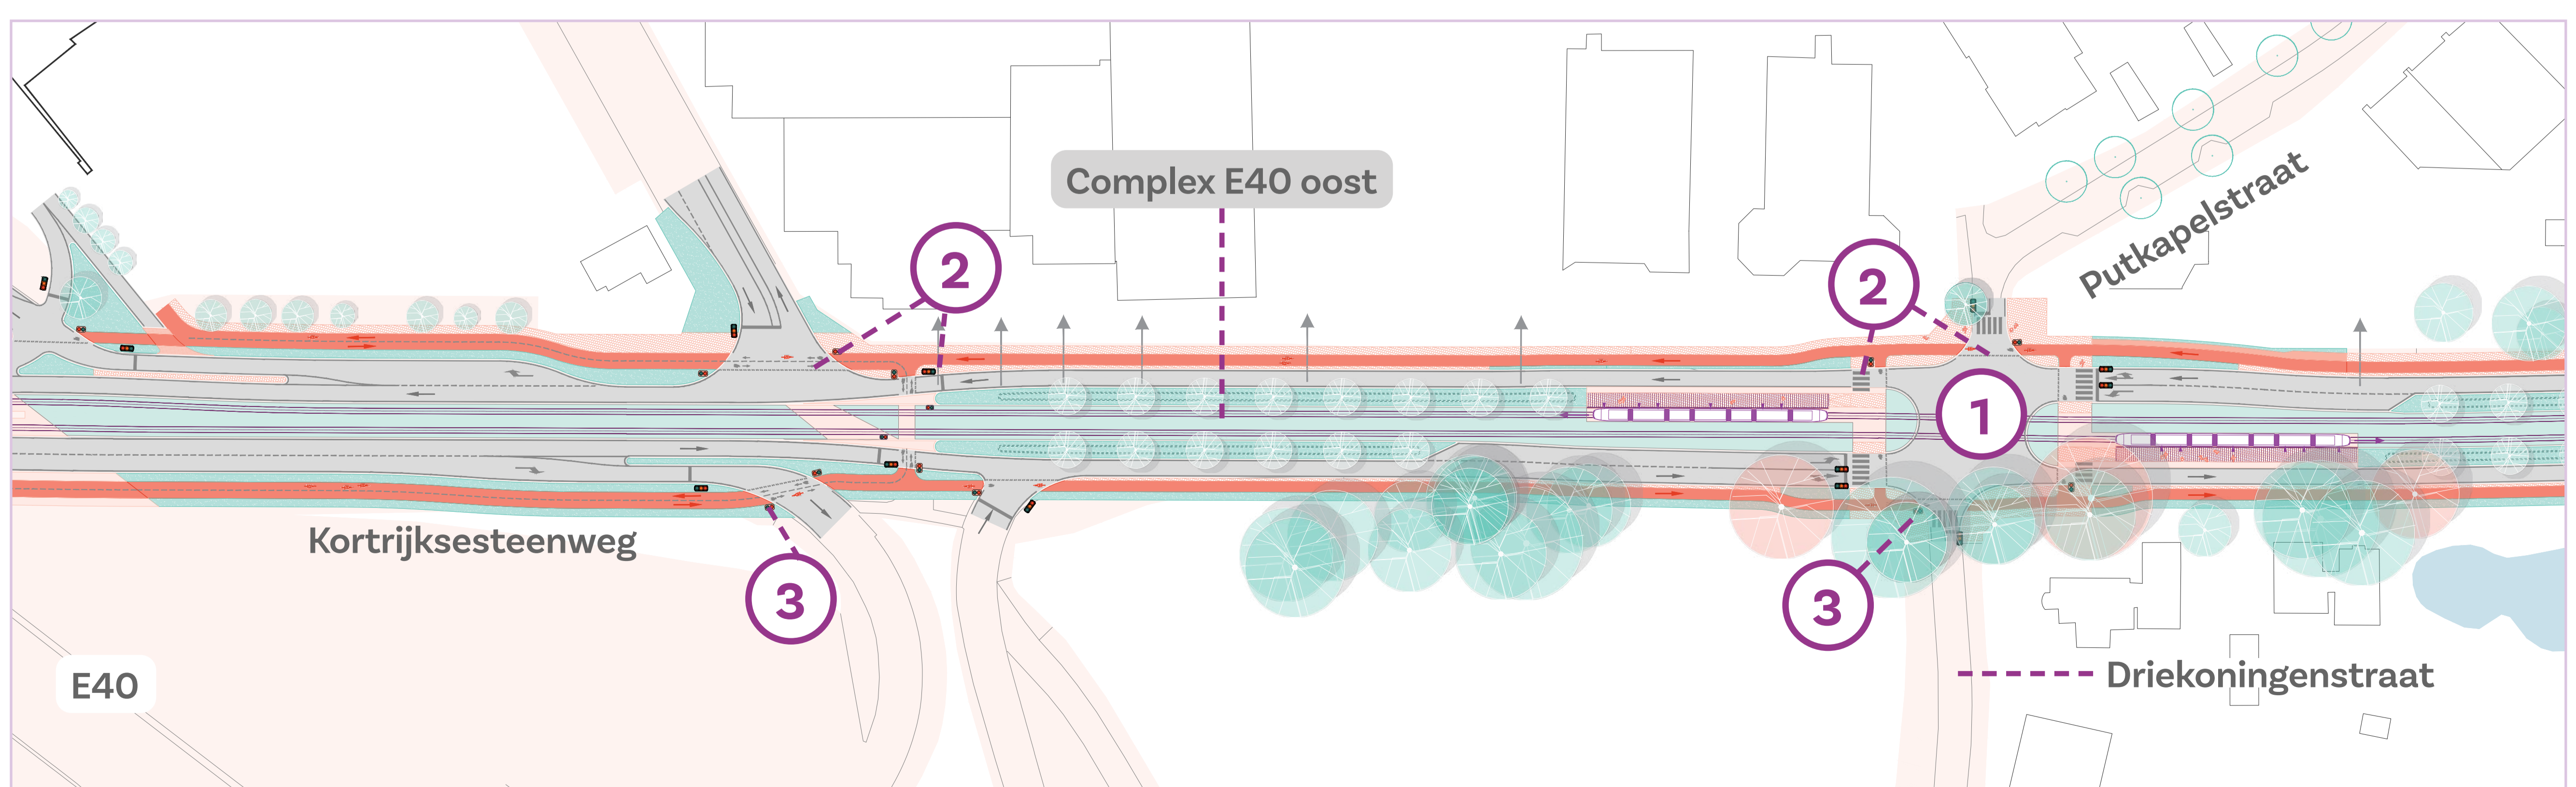 Complex E40 oost
Putkapelstraat
2
2
1
Kortrijksesteenweg
3
3
E40
Driekoningenstraat